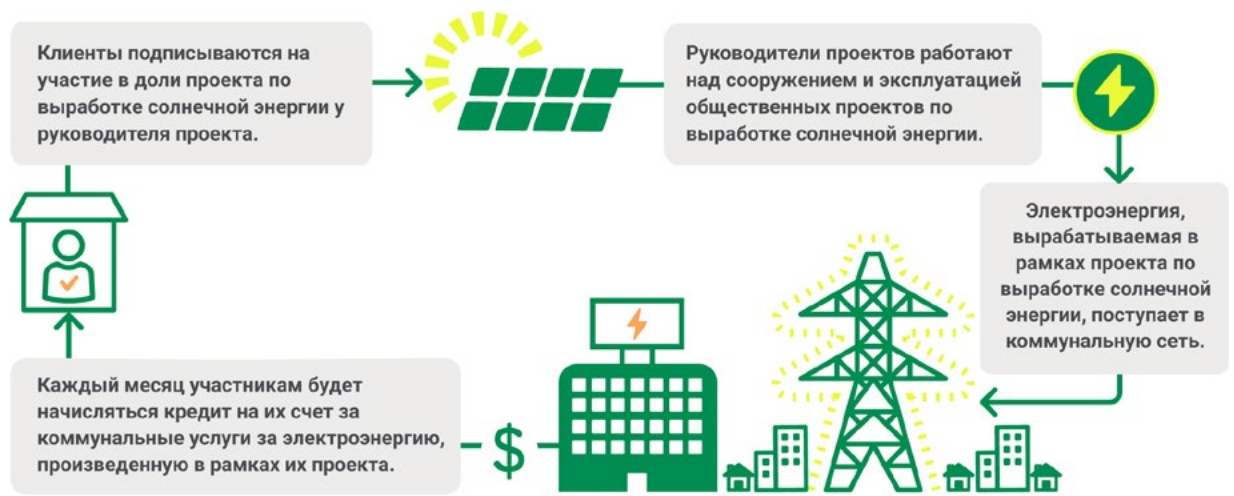 Клиенты подписываются на
участие в доли проекта по
выработке солнечной энергии у
руководителя проекта.
Руководители проектов работают
над сооружением и эксплуатацией
общественных проектов по
выработке солнечной энергии.
Электроэнергия,
вырабатываемая в
рамках проекта по
выработке солнечной
энергии, поступает в
коммунальную сеть.
Каждый месяц участникам будет
начисляться кредит на их счет за
коммунальные услуги за электроэнергию,
произведенную в рамках их проекта.
$